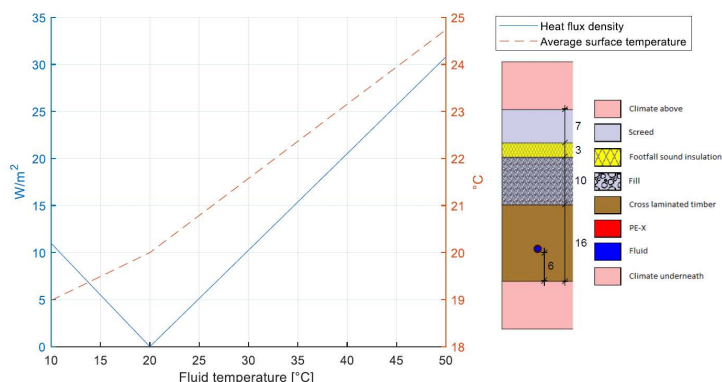 35
30
25
20
15
10
5
0
W/m²
10 15 20 25 30 35 40 45 50
Fluid temperature [°C]
25
24
23
22
21
20
19
18
°C
Heat flux density
Average surface temperature
7
3
10
16
6
Climate above
Screed
Footfall sound insulation
Fill
Cross laminated timber
PE-X
Fluid
Climate underneath